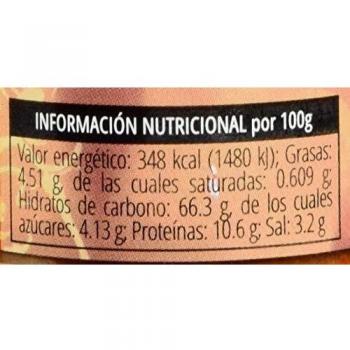 INFORMACIÓN NUTRICIONAL por 100g
Valor energético: 348 kcal (1480 kJ); Grasas:
4.51 g, de las cuales saturadas: 0.609 g;
Hidratos de carbono: 66.3 g, de los cuales
azúcares: 4.13 g; Proteínas: 10.6 g; Sal: 3.2 g